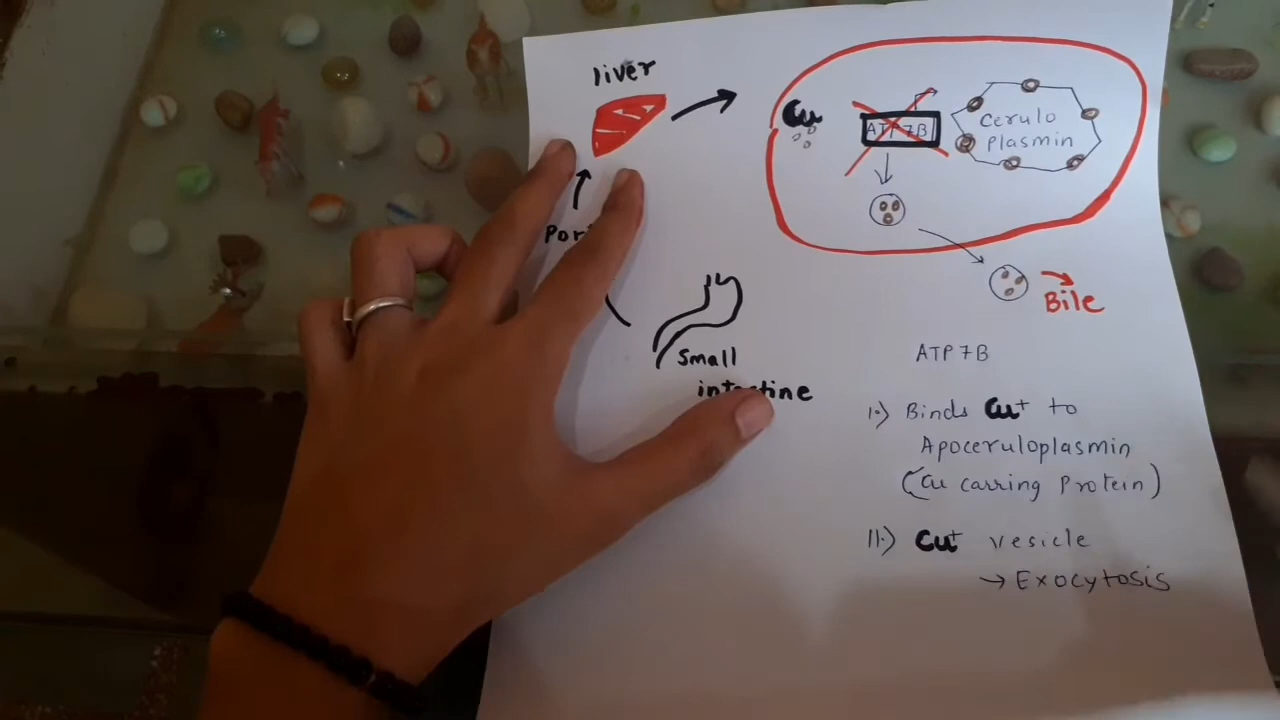 liver
Cu
ATP7B
Cerulo
plasmin
Bile
Small
intestine
ATP7B
I.) Binds Cu+ to
Apoceruloplasmin
(Cu carring Protein)
II.) Cu+ vesicle
→ Exocytosis